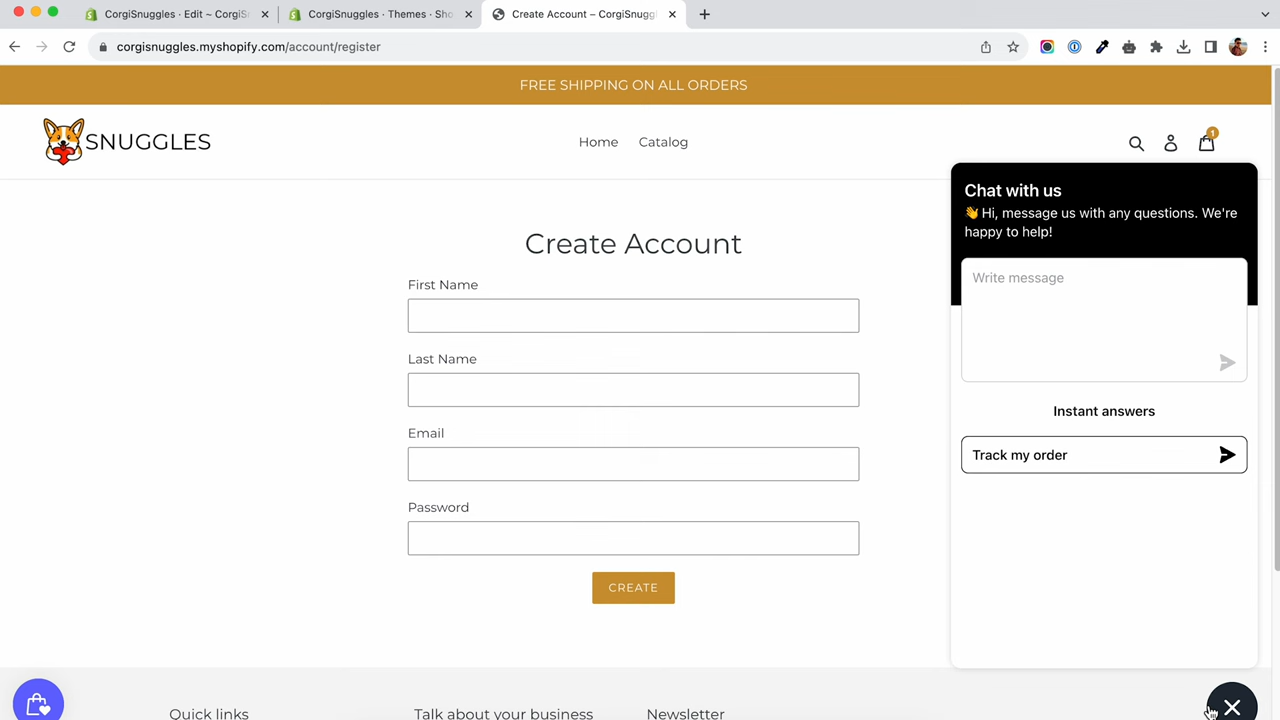 CorgiSnuggles · Edit ~ CorgiS
CorgiSnuggles · Themes · Sho
Create Account – CorgiSnuggl
corgisnuggles.myshopify.com/account/register
FREE SHIPPING ON ALL ORDERS
SNUGGLES
Home
Catalog
1
Create Account
First Name
Last Name
Email
Password
CREATE
Chat with us
👋 Hi, message us with any questions. We're
happy to help!
Write message
Instant answers
Track my order
Quick links
Talk about your business
Newsletter